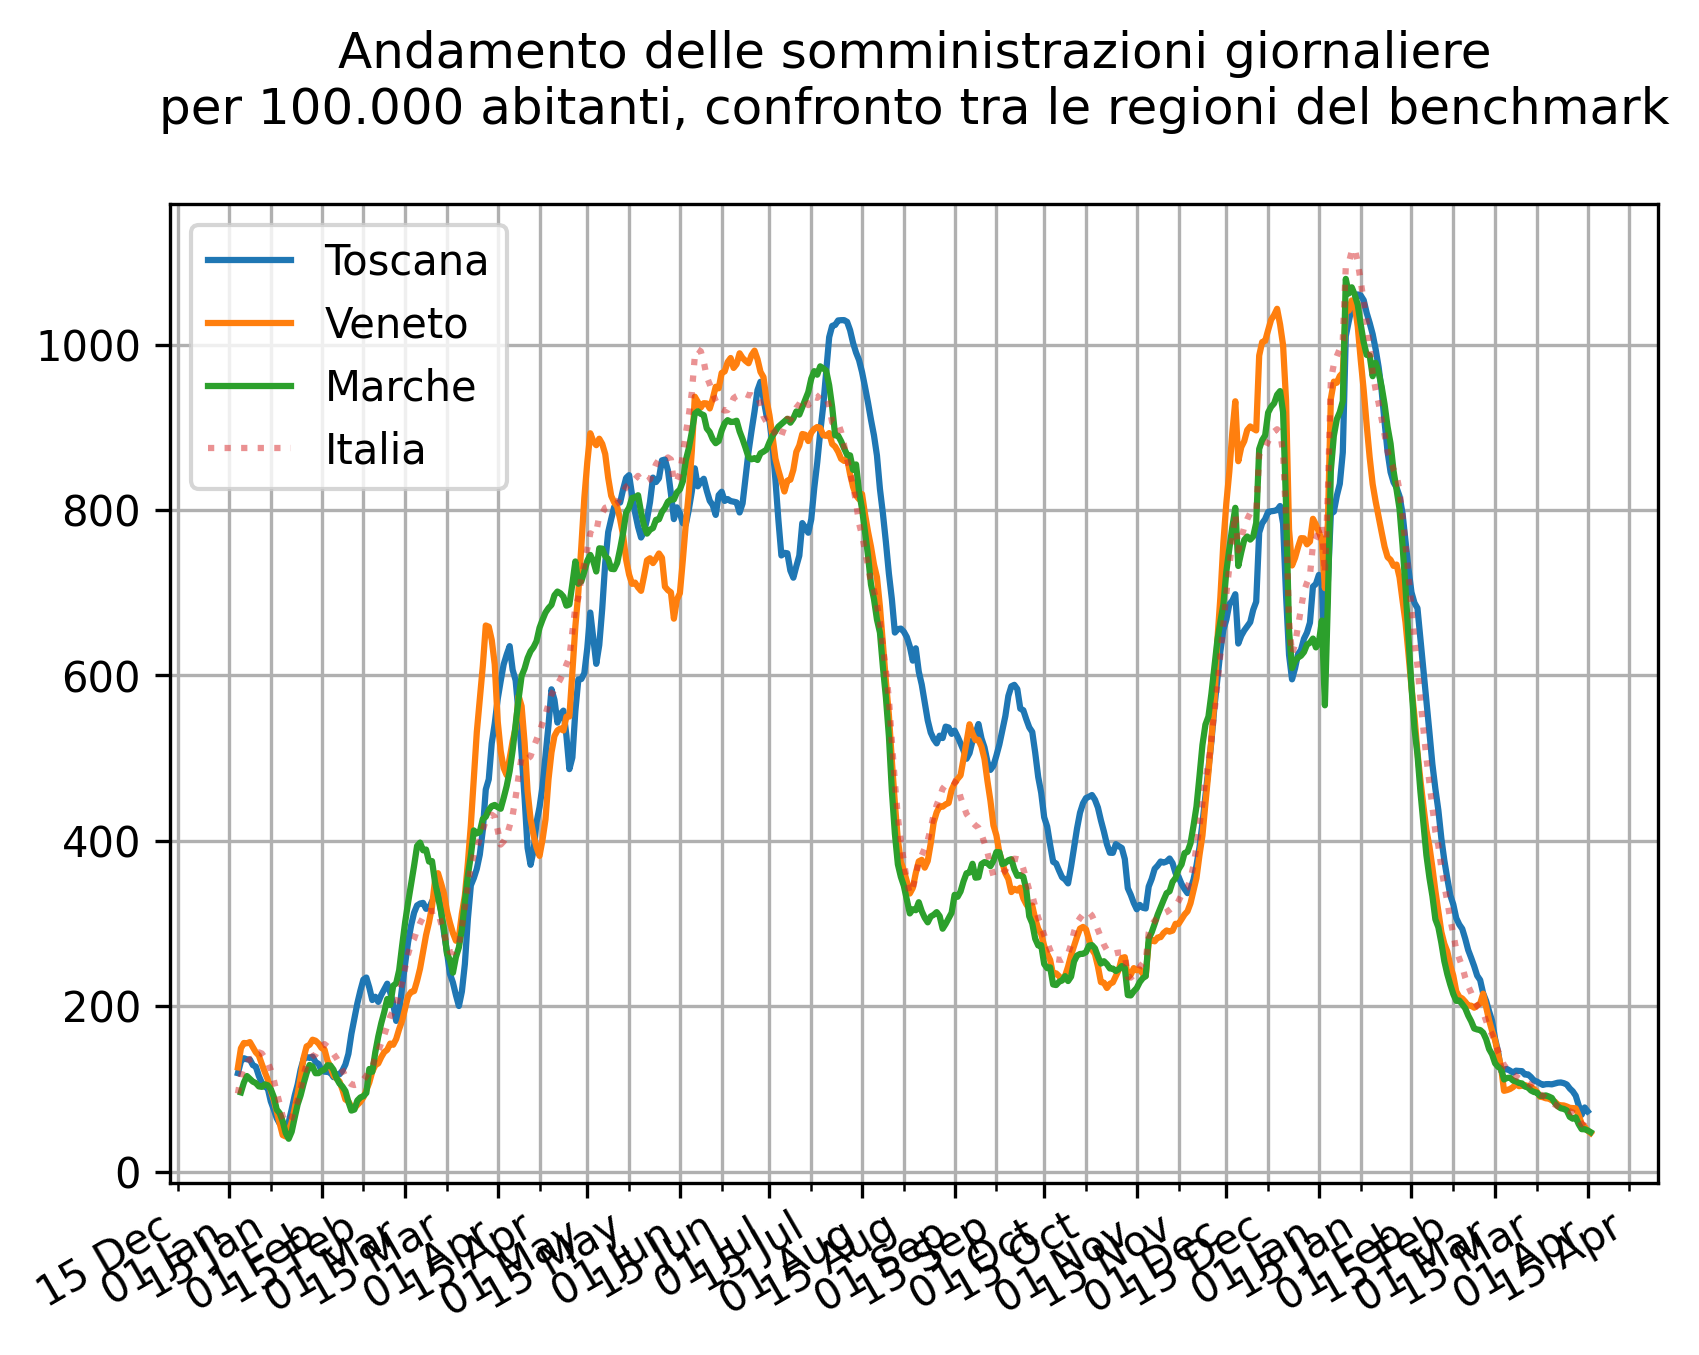 Andamento delle somministrazioni giornaliere
per 100.000 abitanti, confronto tra le regioni del benchmark
Toscana
Veneto
Marche
Italia
1000
800
600
400
200
0
15 Dec
01 Jan
15 Jan
01 Feb
15 Feb
01 Mar
15 Mar
01 Apr
15 Apr
01 May
15 May
01 Jun
15 Jun
01 Jul
15 Jul
01 Aug
15 Aug
01 Sep
15 Sep
01 Oct
15 Oct
01 Nov
15 Nov
01 Dec
15 Dec
01 Jan
15 Jan
01 Feb
15 Feb
01 Mar
15 Mar
01 Apr
15 Apr